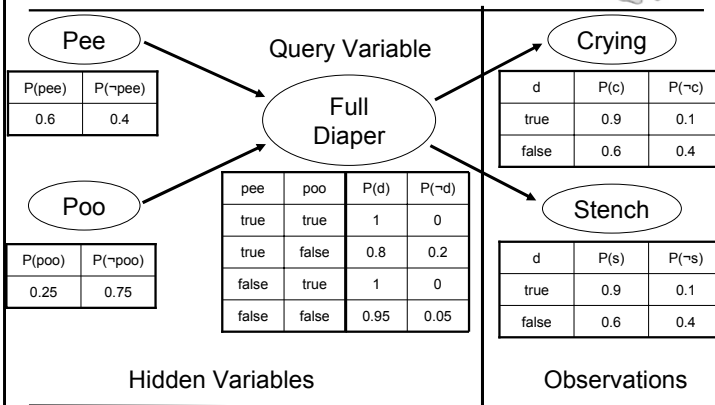 Pee
Query Variable
Crying
P(pee) P(¬pee)
0.6 0.4
Full
Diaper
d P(c) P(¬c)
true 0.9 0.1
false 0.6 0.4
Poo
P(poo) P(¬poo)
0.25 0.75
pee poo P(d) P(¬d)
true true 1 0
true false 0.8 0.2
false true 1 0
false false 0.95 0.05
Stench
d P(s) P(¬s)
true 0.9 0.1
false 0.6 0.4
Hidden Variables
Observations